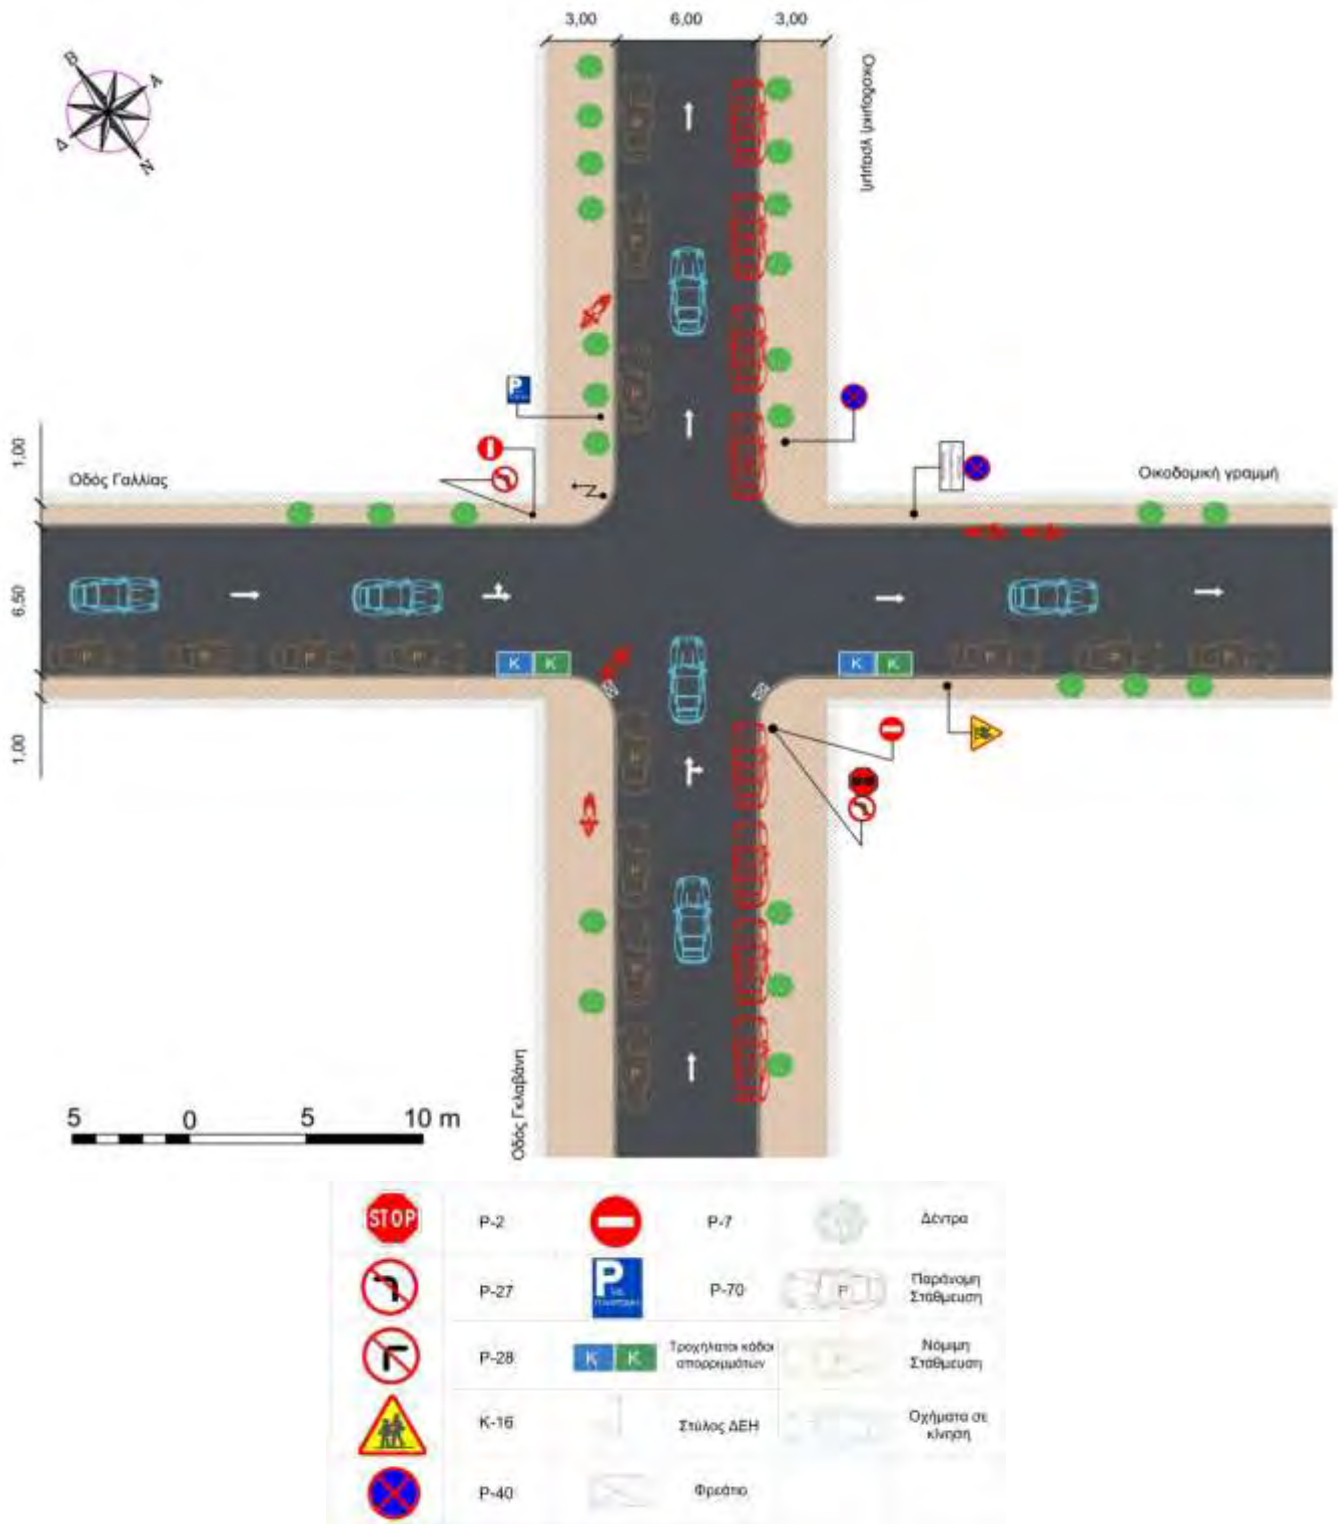 3,00 6,00 3,00
Β
Α
Δ
Ν
Οικοδομική γραμμή
P
1,00
Οδός Γαλλίας
Οικοδομική γραμμή
6,50
P P P P
K K
K K
P P P
1,00
Οδός Γκλαβάνη
5 0 5 10 m
STOP P-2 P-7 Δέντρα
P-27 P P-70 P Παράνομη
Στάθμευση
P-28 K K Τροχήλατοι κάδοι
απορριμμάτων
Νόμιμη
Στάθμευση
K-16 Στύλος ΔΕΗ Οχήματα σε
κίνηση
P-40 Φρεάτιο